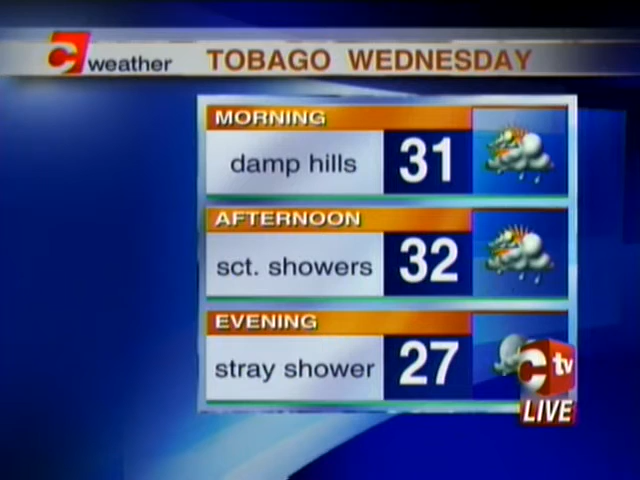 C weather TOBAGO WEDNESDAY
MORNING
damp hills 31
AFTERNOON
sct. showers 32
EVENING
stray shower 27
C tv
LIVE